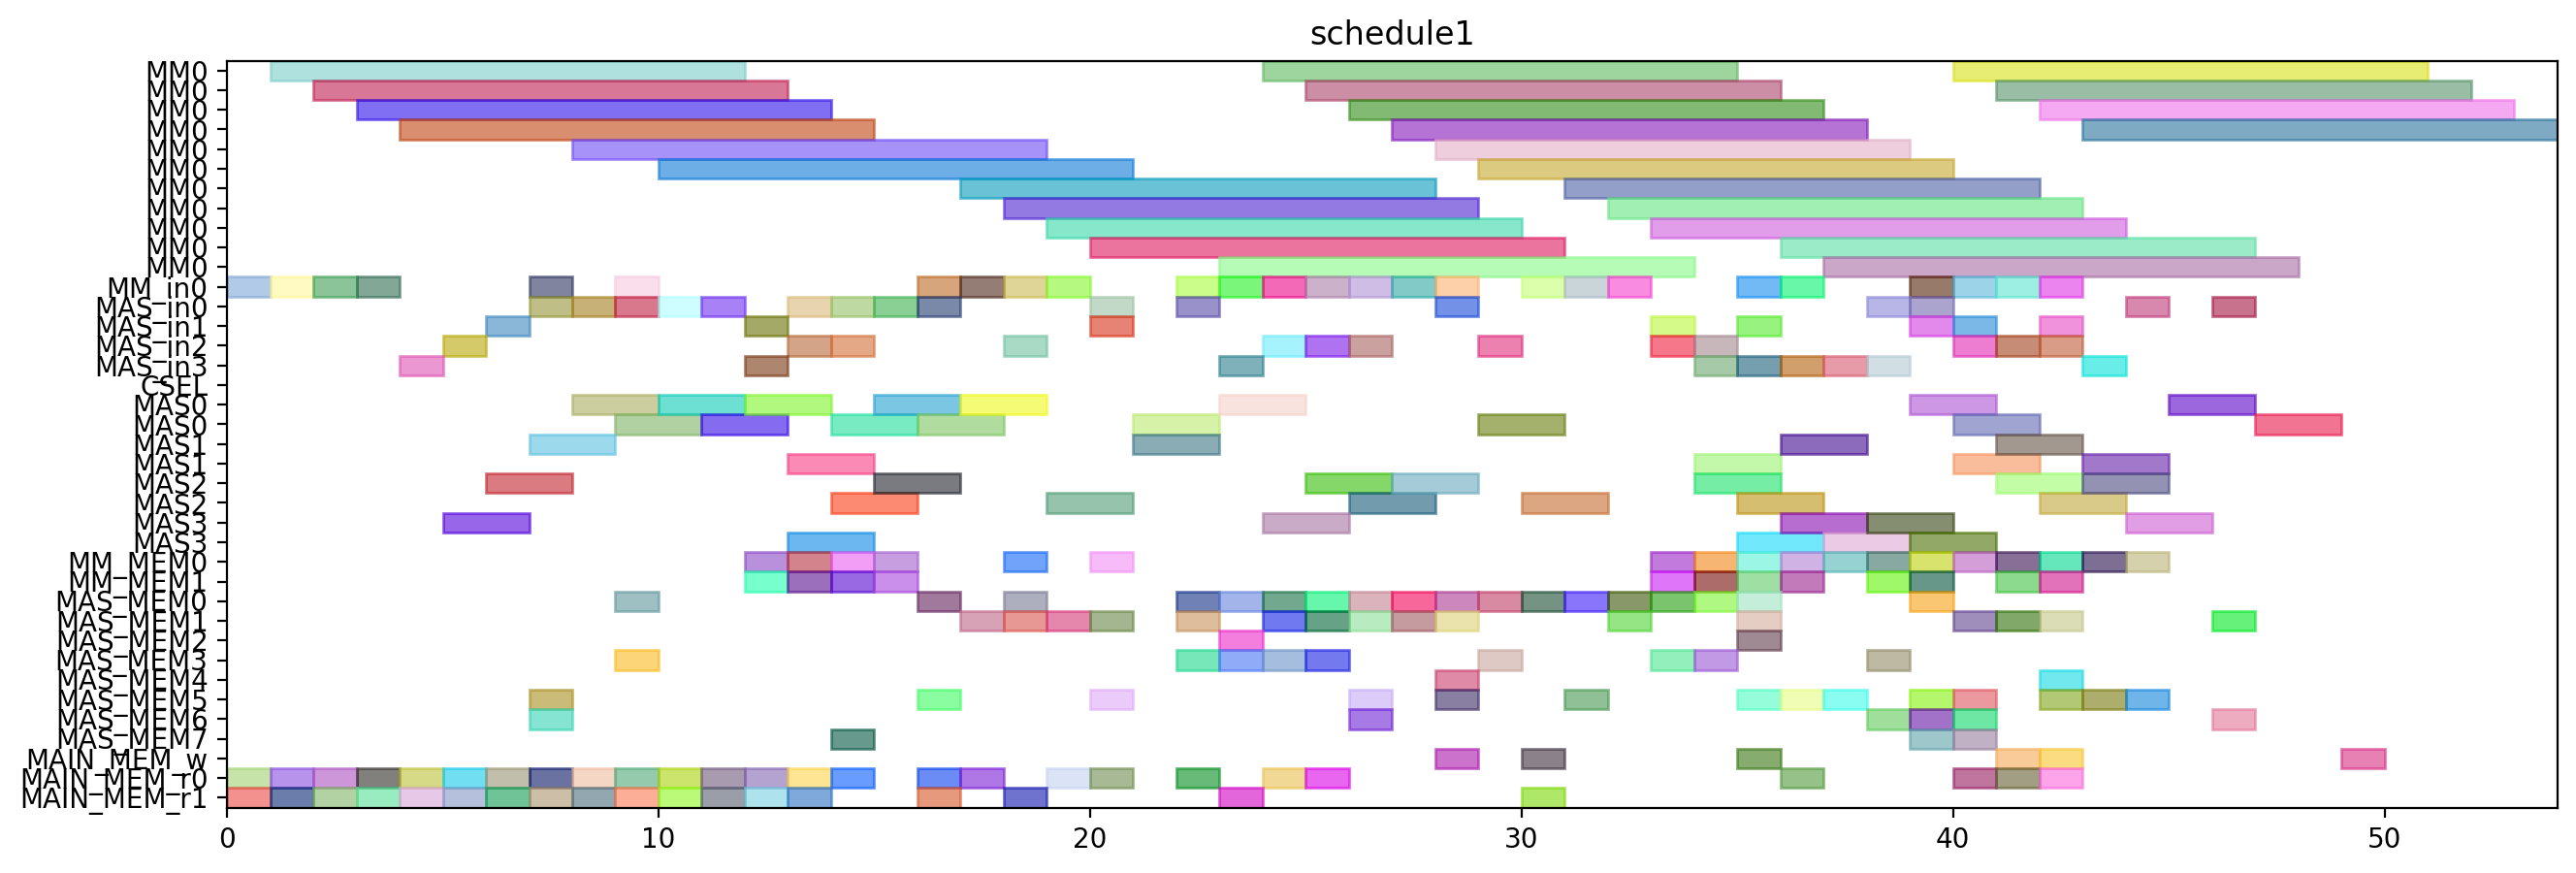 schedule1
MM0
MM0
MM0
MM0
MM0
MM0
MM0
MM0
MM0
MM0
MM0
MM_in0
MAS_in0
MAS_in1
MAS_in2
MAS_in3
CSEL
MAS0
MAS0
MAS1
MAS1
MAS2
MAS2
MAS3
MAS3
MM_MEM0
MM_MEM1
MAS_MEM0
MAS_MEM1
MAS_MEM2
MAS_MEM3
MAS_MEM4
MAS_MEM5
MAS_MEM6
MAS_MEM7
MAIN_MEM_w
MAIN_MEM_r0
MAIN_MEM_r1
0 10 20 30 40 50